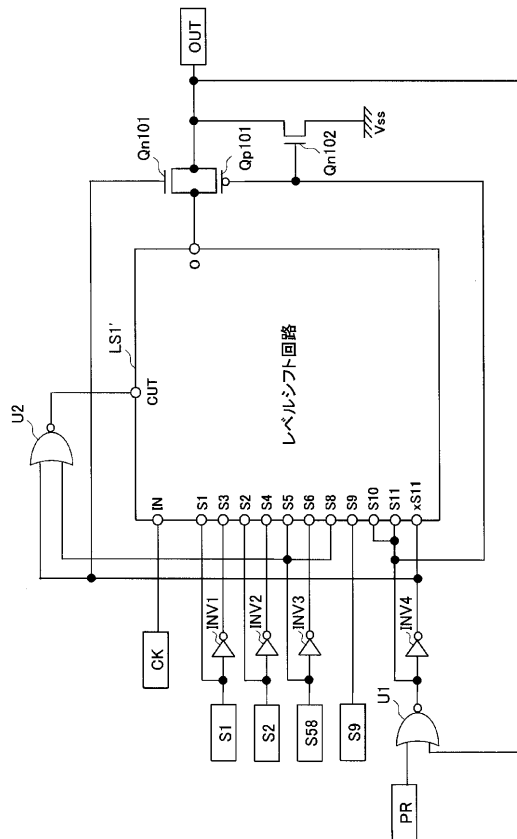 OUT
Qn101
Qp101
Qn102
Vss
O
LS1'
CUT
レベルシフト回路
U2
IN
S1
S3
S2
S4
S5
S6
S8
S9
S10
S11
xS11
INV1
INV2
INV3
INV4
CK
S1
S2
S58
S9
U1
PR